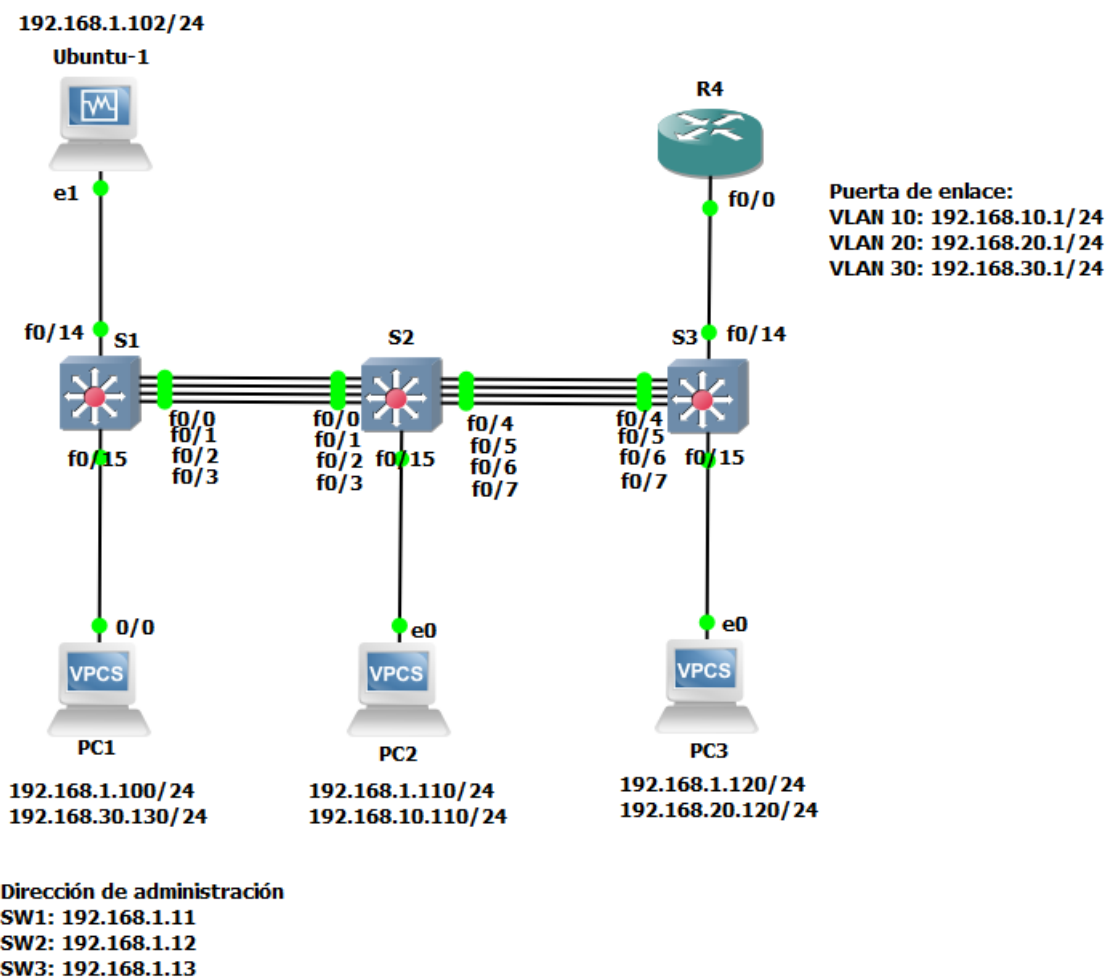 192.168.1.102/24
Ubuntu-1
e1
R4
f0/0
Puerta de enlace:
VLAN 10: 192.168.10.1/24
VLAN 20: 192.168.20.1/24
VLAN 30: 192.168.30.1/24
f0/14
S1
S2
S3
f0/14
f0/0
f0/1
f0/2
f0/3
f0/15
f0/0
f0/1
f0/2
f0/3
f0/15
f0/4
f0/5
f0/6
f0/7
f0/4
f0/5
f0/6
f0/7
f0/15
0/0
e0
e0
VPCS
VPCS
VPCS
PC1
PC2
PC3
192.168.1.100/24
192.168.30.130/24
192.168.1.110/24
192.168.10.110/24
192.168.1.120/24
192.168.20.120/24
Dirección de administración
SW1: 192.168.1.11
SW2: 192.168.1.12
SW3: 192.168.1.13